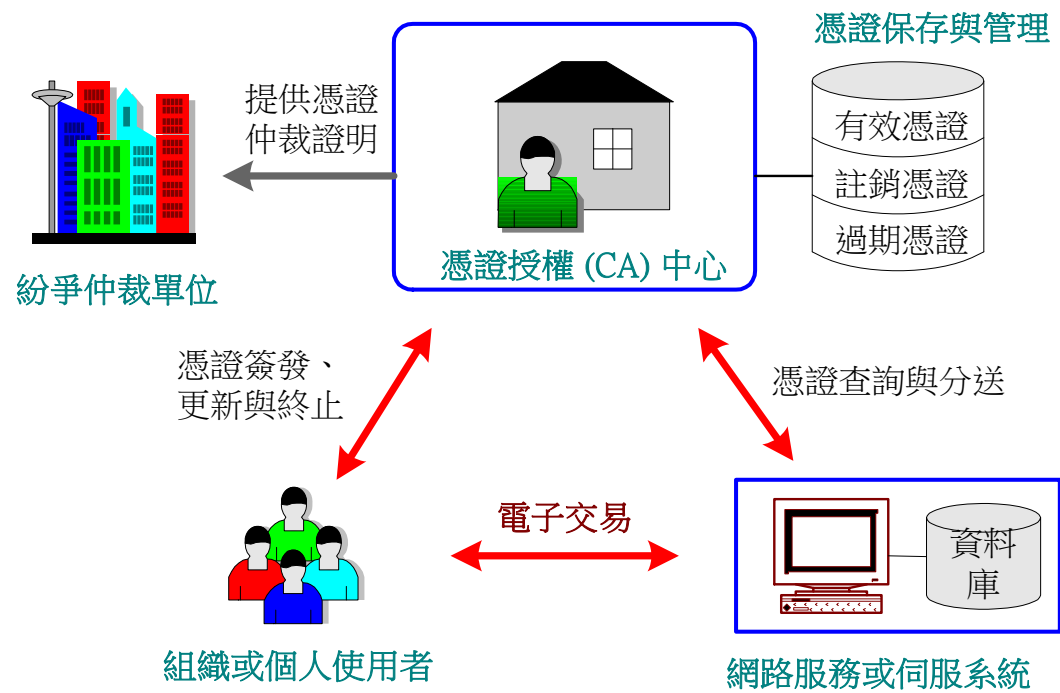 憑證保存與管理
提供憑證
仲裁證明
有效憑證
註銷憑證
過期憑證
憑證授權 (CA) 中心
紛爭仲裁單位
憑證簽發、
更新與終止
憑證查詢與分送
電子交易
資料
庫
組織或個人使用者
網路服務或伺服系統